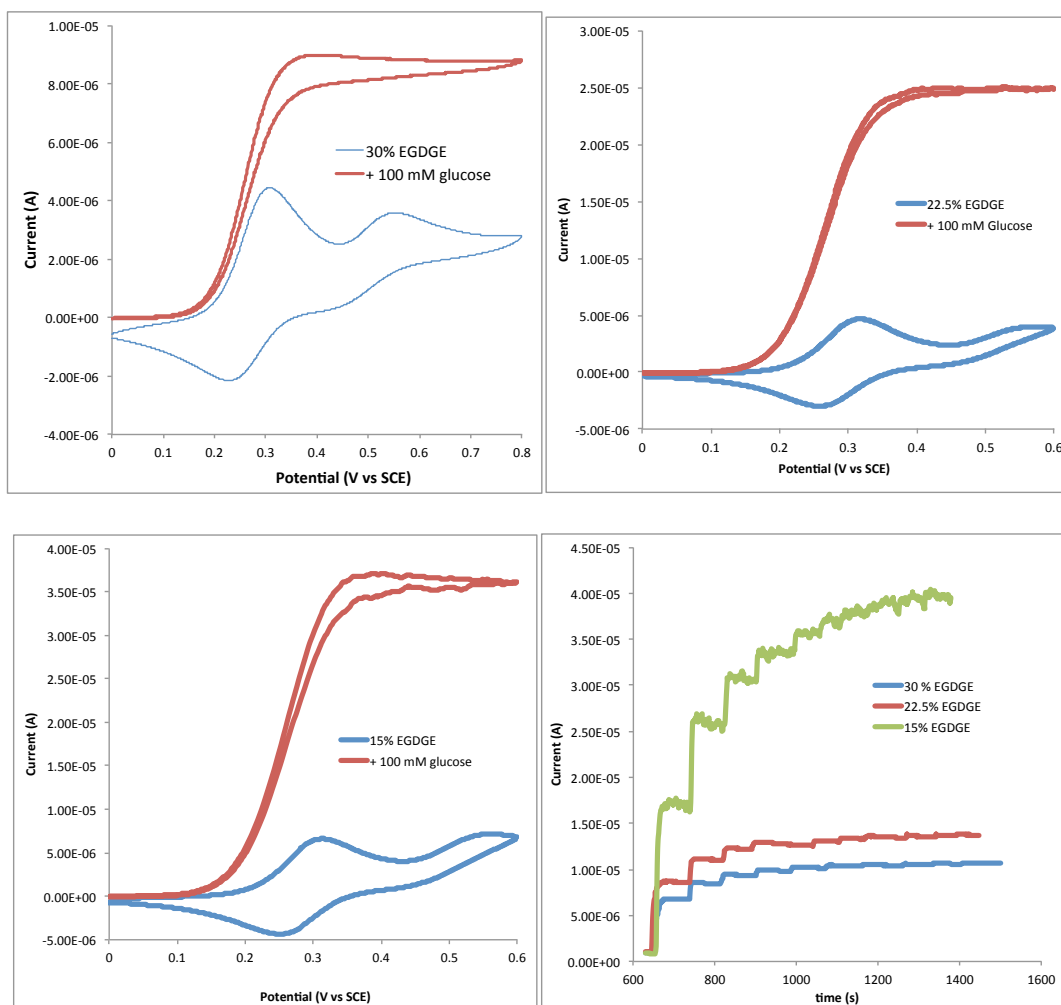 1.00E-05
8.00E-06
6.00E-06
4.00E-06
2.00E-06
0.00E+00
-2.00E-06
-4.00E-06
Current (A)
30% EGDGE
+ 100 mM glucose
0 0.1 0.2 0.3 0.4 0.5 0.6 0.7 0.8
Potential (V vs SCE)
3.00E-05
2.50E-05
2.00E-05
1.50E-05
1.00E-05
5.00E-06
0.00E+00
-5.00E-06
Current (A)
22.5% EGDGE
+ 100 mM Glucose
0 0.1 0.2 0.3 0.4 0.5 0.6
Potential (V vs SCE)
4.00E-05
3.50E-05
3.00E-05
2.50E-05
2.00E-05
1.50E-05
1.00E-05
5.00E-06
0.00E+00
-5.00E-06
Current (A)
15% EGDGE
+ 100 mM glucose
0 0.1 0.2 0.3 0.4 0.5 0.6
Potential (V vs SCE)
4.50E-05
4.00E-05
3.50E-05
3.00E-05
2.50E-05
2.00E-05
1.50E-05
1.00E-05
5.00E-06
0.00E+00
Current (A)
30 % EGDGE
22.5% EGDGE
15% EGDGE
600 800 1000 1200 1400 1600
time (s)